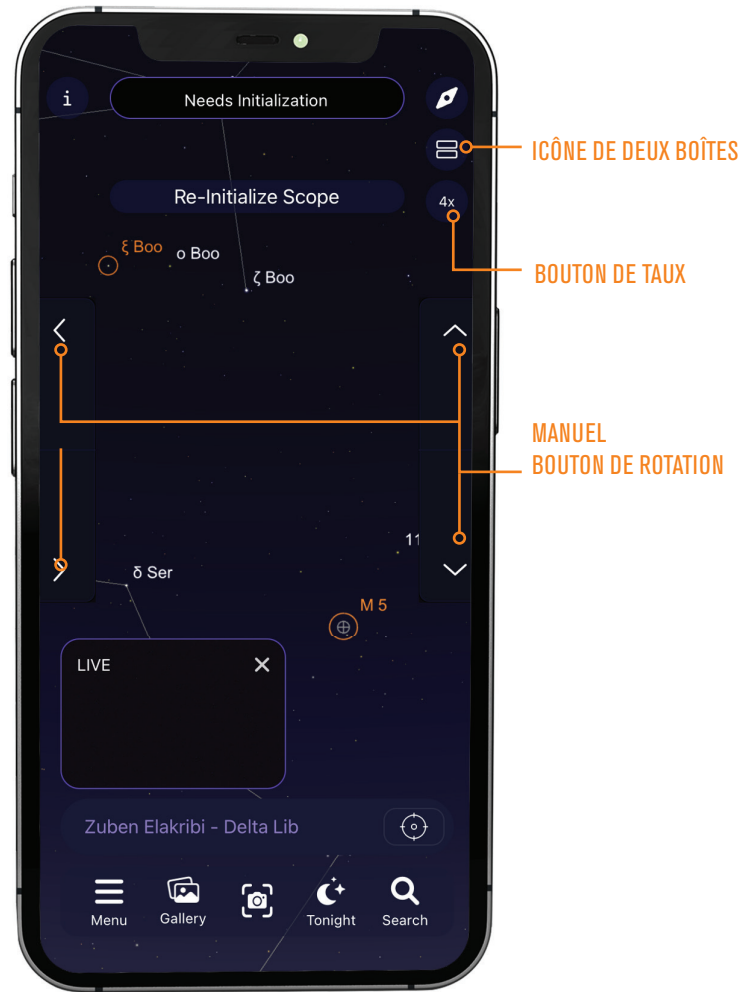 i
Needs Initialization
ICÔNE DE DEUX BOÎTES
Re-Initialize Scope
4x
ξ Boo
ο Boo
ζ Boo
BOUTON DE TAUX
MANUEL
BOUTON DE ROTATION
11
δ Ser
M 5
LIVE
Zuben Elakribi - Delta Lib
Menu
Gallery
Tonight
Search